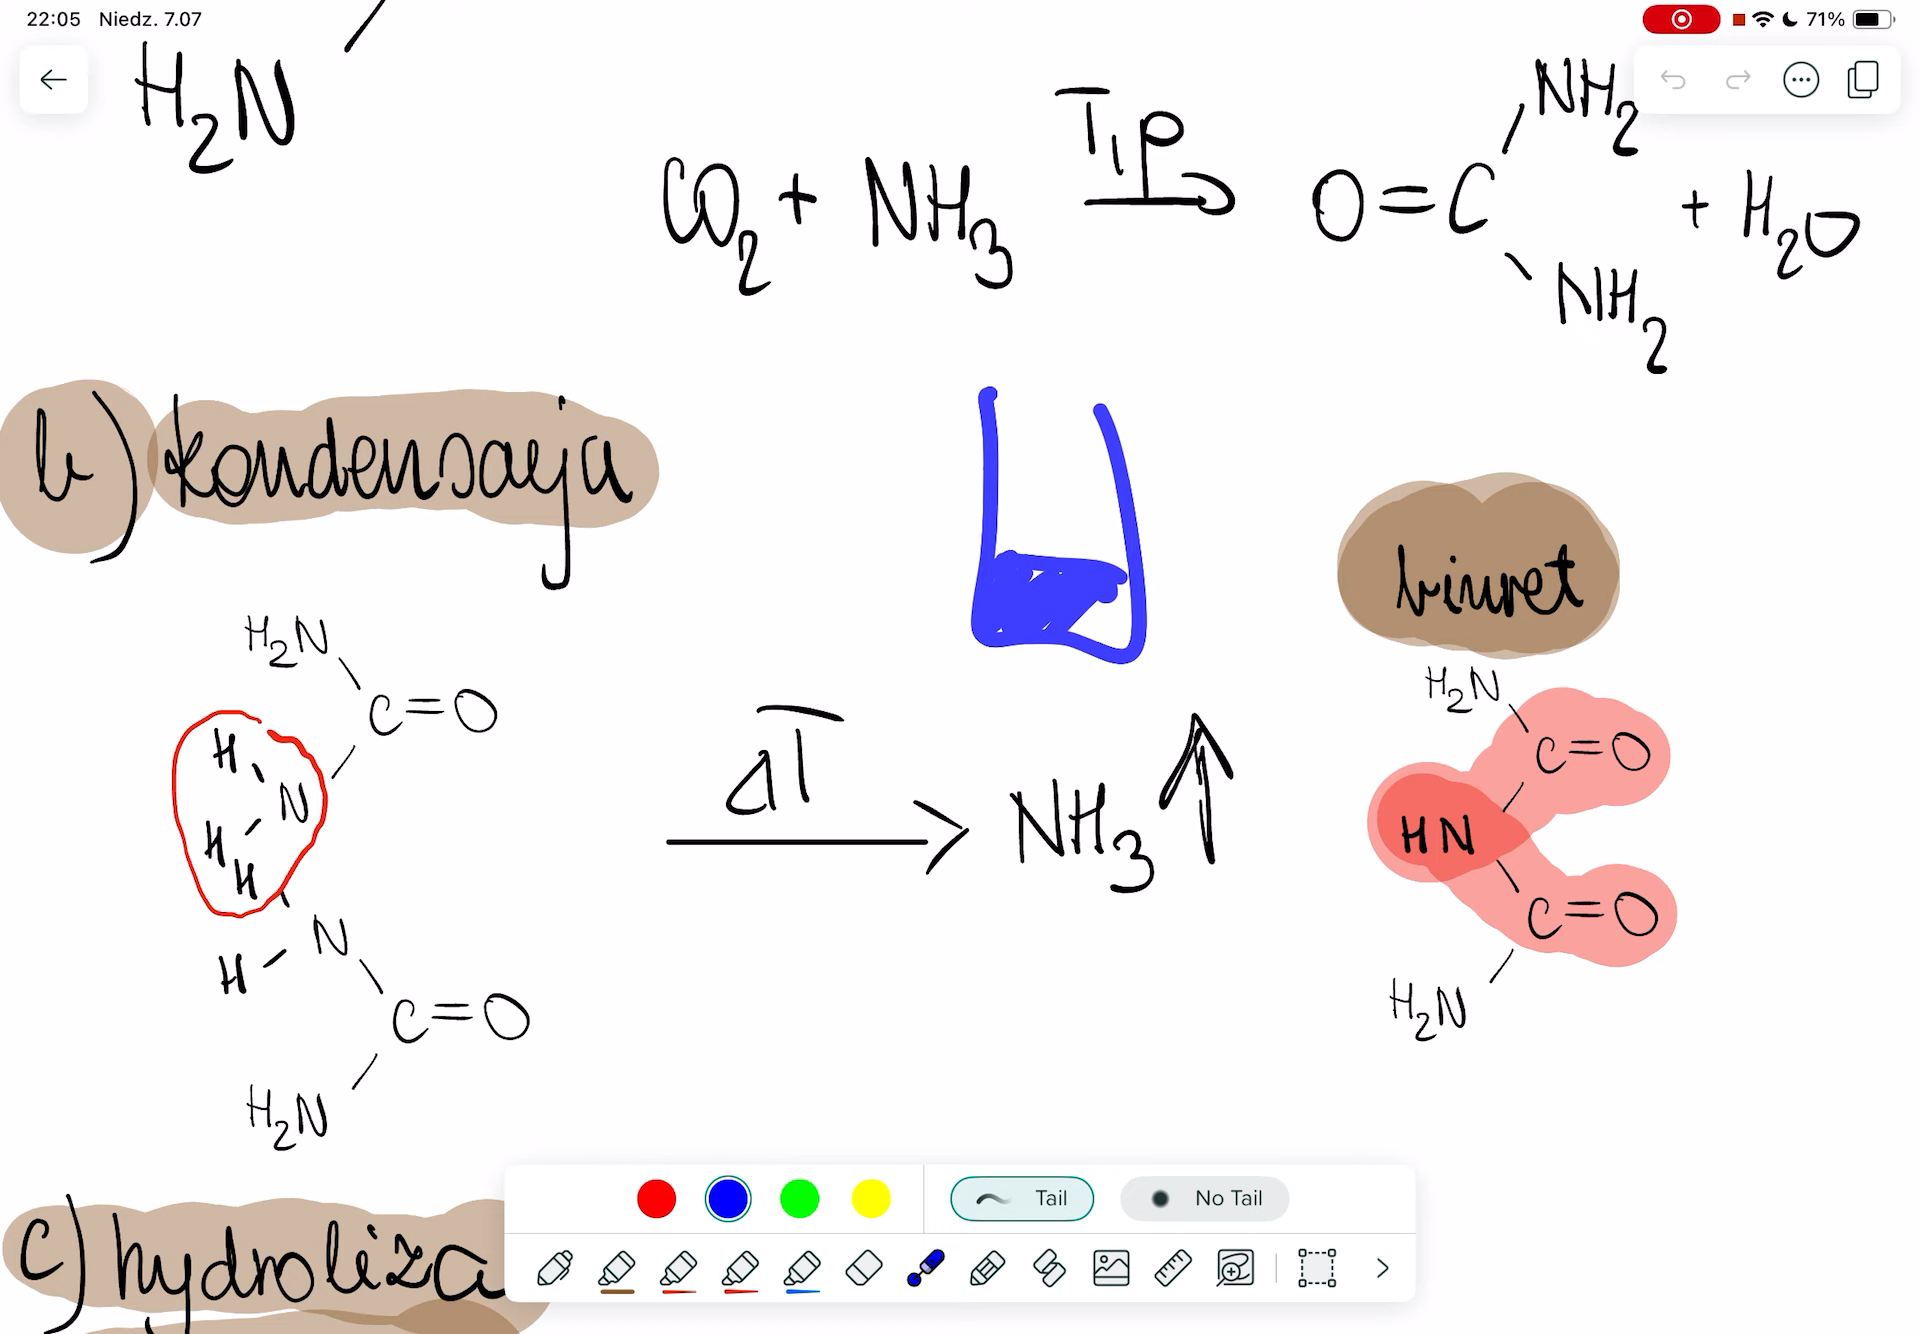 22:05 Niedz. 7.07
71%
H₂N
CO₂ + NH₃
T, p
O=C
NH₂
NH₂
+ H₂O
b) kondensacja
biuret
H₂N
C=O
H
N
H
H
N
H
C=O
H₂N
ΔT
NH₃ ↑
H₂N
C=O
HN
C=O
H₂N
c) hydroliza
Tail
No Tail